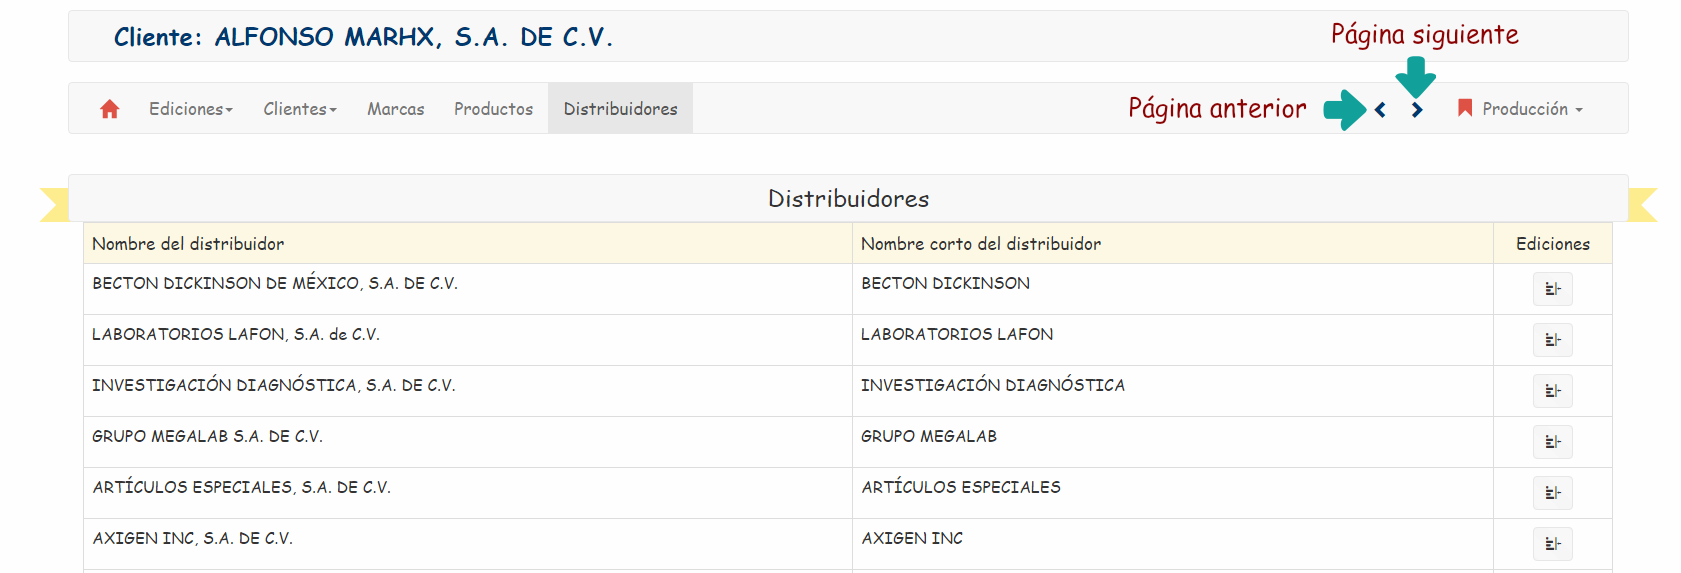 Cliente: ALFONSO MARHX, S.A. DE C.V.
Página siguiente
Ediciones Clientes Marcas Productos Distribuidores Página anterior Producción
Distribuidores
Nombre del distribuidor Nombre corto del distribuidor Ediciones
BECTON DICKINSON DE MÉXICO, S.A. DE C.V. BECTON DICKINSON
LABORATORIOS LAFON, S.A. de C.V. LABORATORIOS LAFON
INVESTIGACIÓN DIAGNÓSTICA, S.A. DE C.V. INVESTIGACIÓN DIAGNÓSTICA
GRUPO MEGALAB S.A. DE C.V. GRUPO MEGALAB
ARTÍCULOS ESPECIALES, S.A. DE C.V. ARTÍCULOS ESPECIALES
AXIGEN INC, S.A. DE C.V. AXIGEN INC